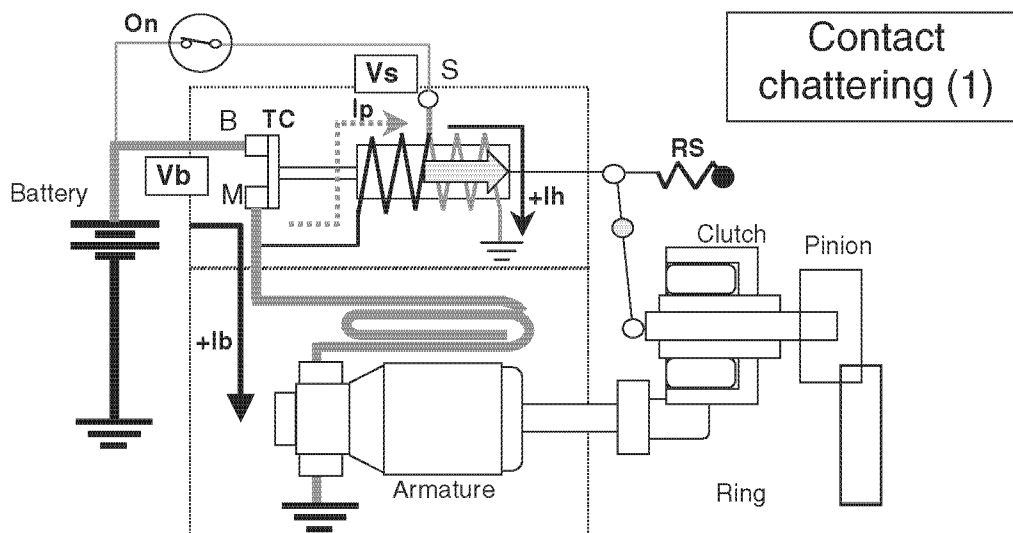 On
Contact
chattering (1)
Vs
S
Ip
B
TC
RS
Vb
Battery
M
+Ih
Clutch
Pinion
+Ib
Armature
Ring